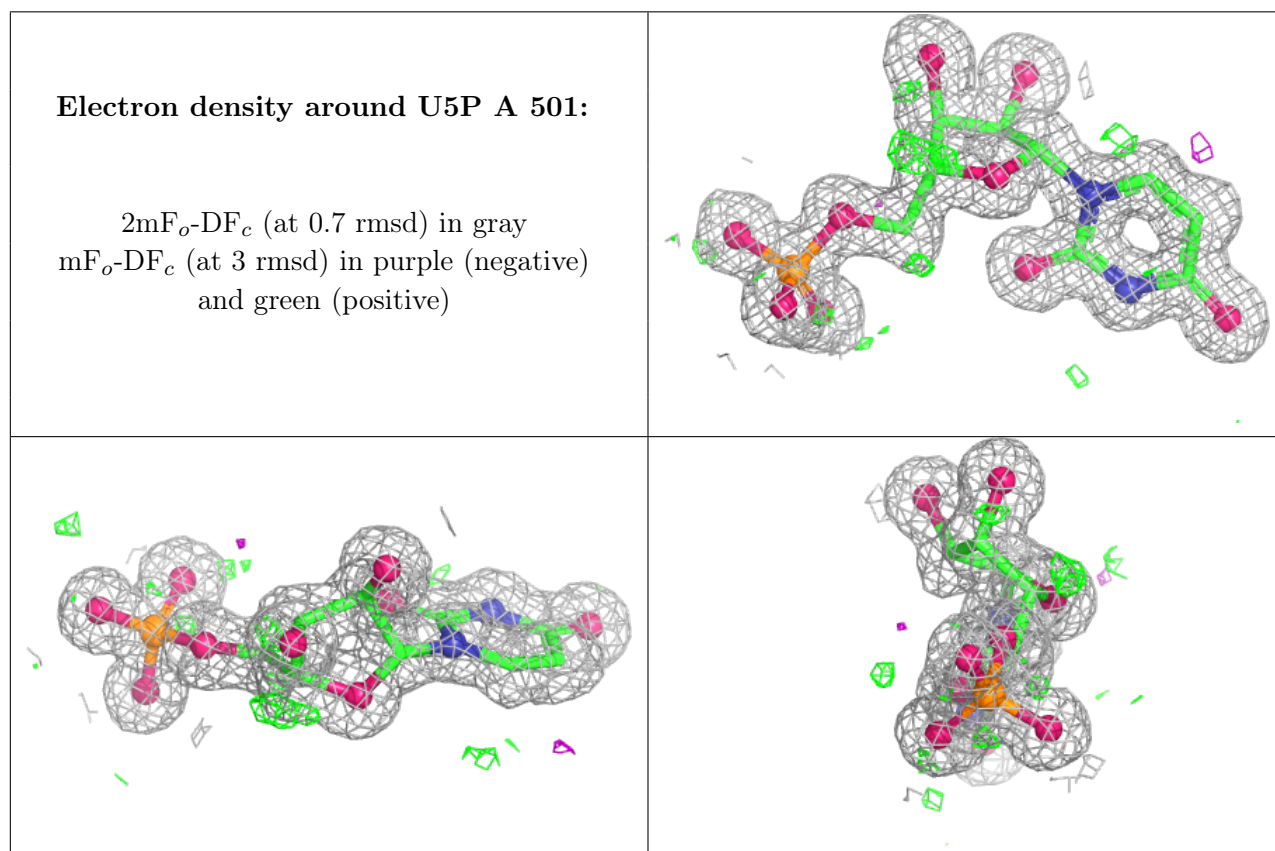 Electron density around U5P A 501:
2mFo-DFc (at 0.7 rmsd) in gray
mFo-DFc (at 3 rmsd) in purple (negative)
and green (positive)